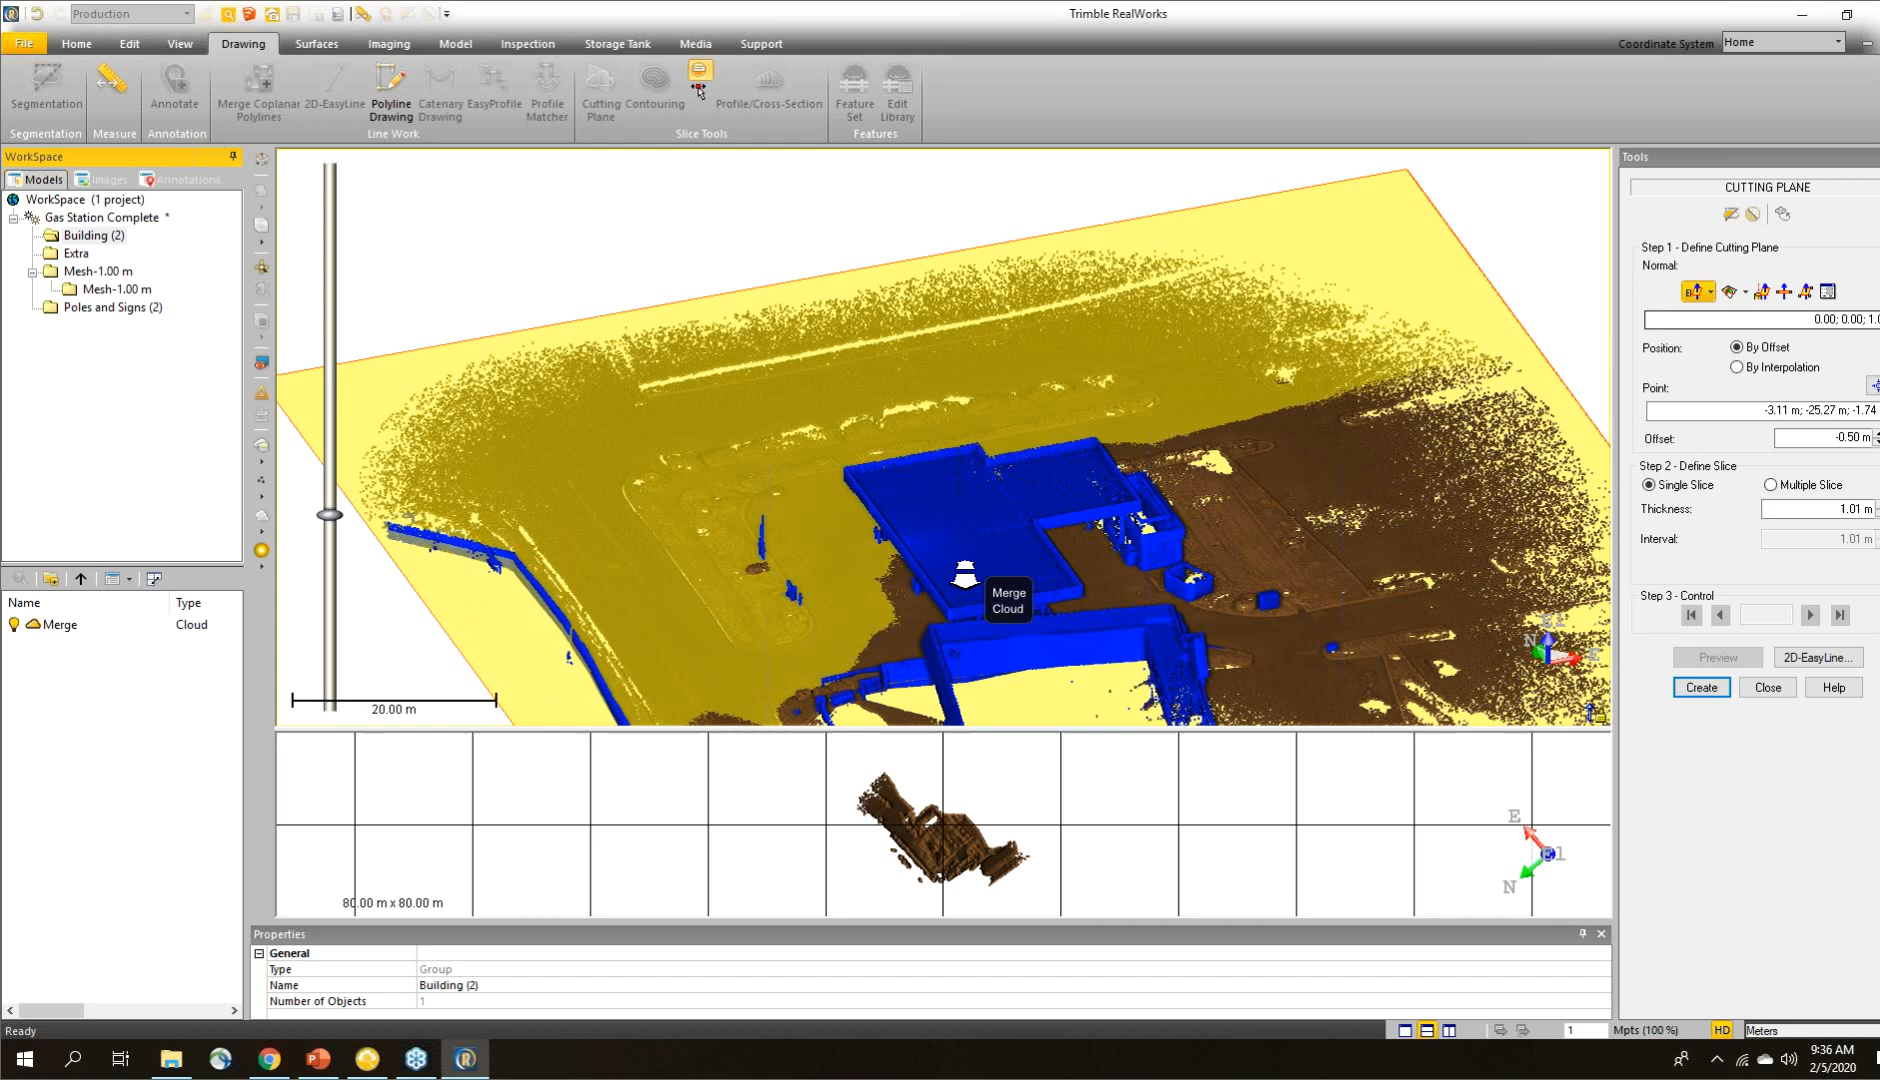 Production
Trimble RealWorks
File
Home
Edit
View
Drawing
Surfaces
Imaging
Model
Inspection
Storage Tank
Media
Support
Coordinate System
Home
Segmentation
Annotate
Merge Coplanar
Polylines
2D-EasyLine
Polyline
Drawing
Catenary
Drawing
EasyProfile
Profile
Matcher
Cutting
Plane
Contouring
Profile/Cross-Section
Feature
Set
Edit
Library
Segmentation
Measure
Annotation
Line Work
Slice Tools
Features
WorkSpace
Models
Images
Annotations
WorkSpace (1 project)
Gas Station Complete *
Building (2)
Extra
Mesh-1.00 m
Mesh-1.00 m
Poles and Signs (2)
Name
Type
Merge
Cloud
Merge
Cloud
20.00 m
El
N
E
E
El
N
80.00 m x 80.00 m
Properties
General
Type
Group
Name
Building (2)
Number of Objects
1
Tools
CUTTING PLANE
Step 1 - Define Cutting Plane
Normal:
El
0.00; 0.00; 1.0
Position:
By Offset
By Interpolation
Point:
-3.11 m; -25.27 m; -1.74
Offset:
-0.50 m
Step 2 - Define Slice
Single Slice
Multiple Slice
Thickness:
1.01 m
Interval:
1.01 m
Step 3 - Control
Preview
2D-EasyLine...
Create
Close
Help
Ready
1
Mpts (100 %)
HD
Meters
9:36 AM
2/5/2020